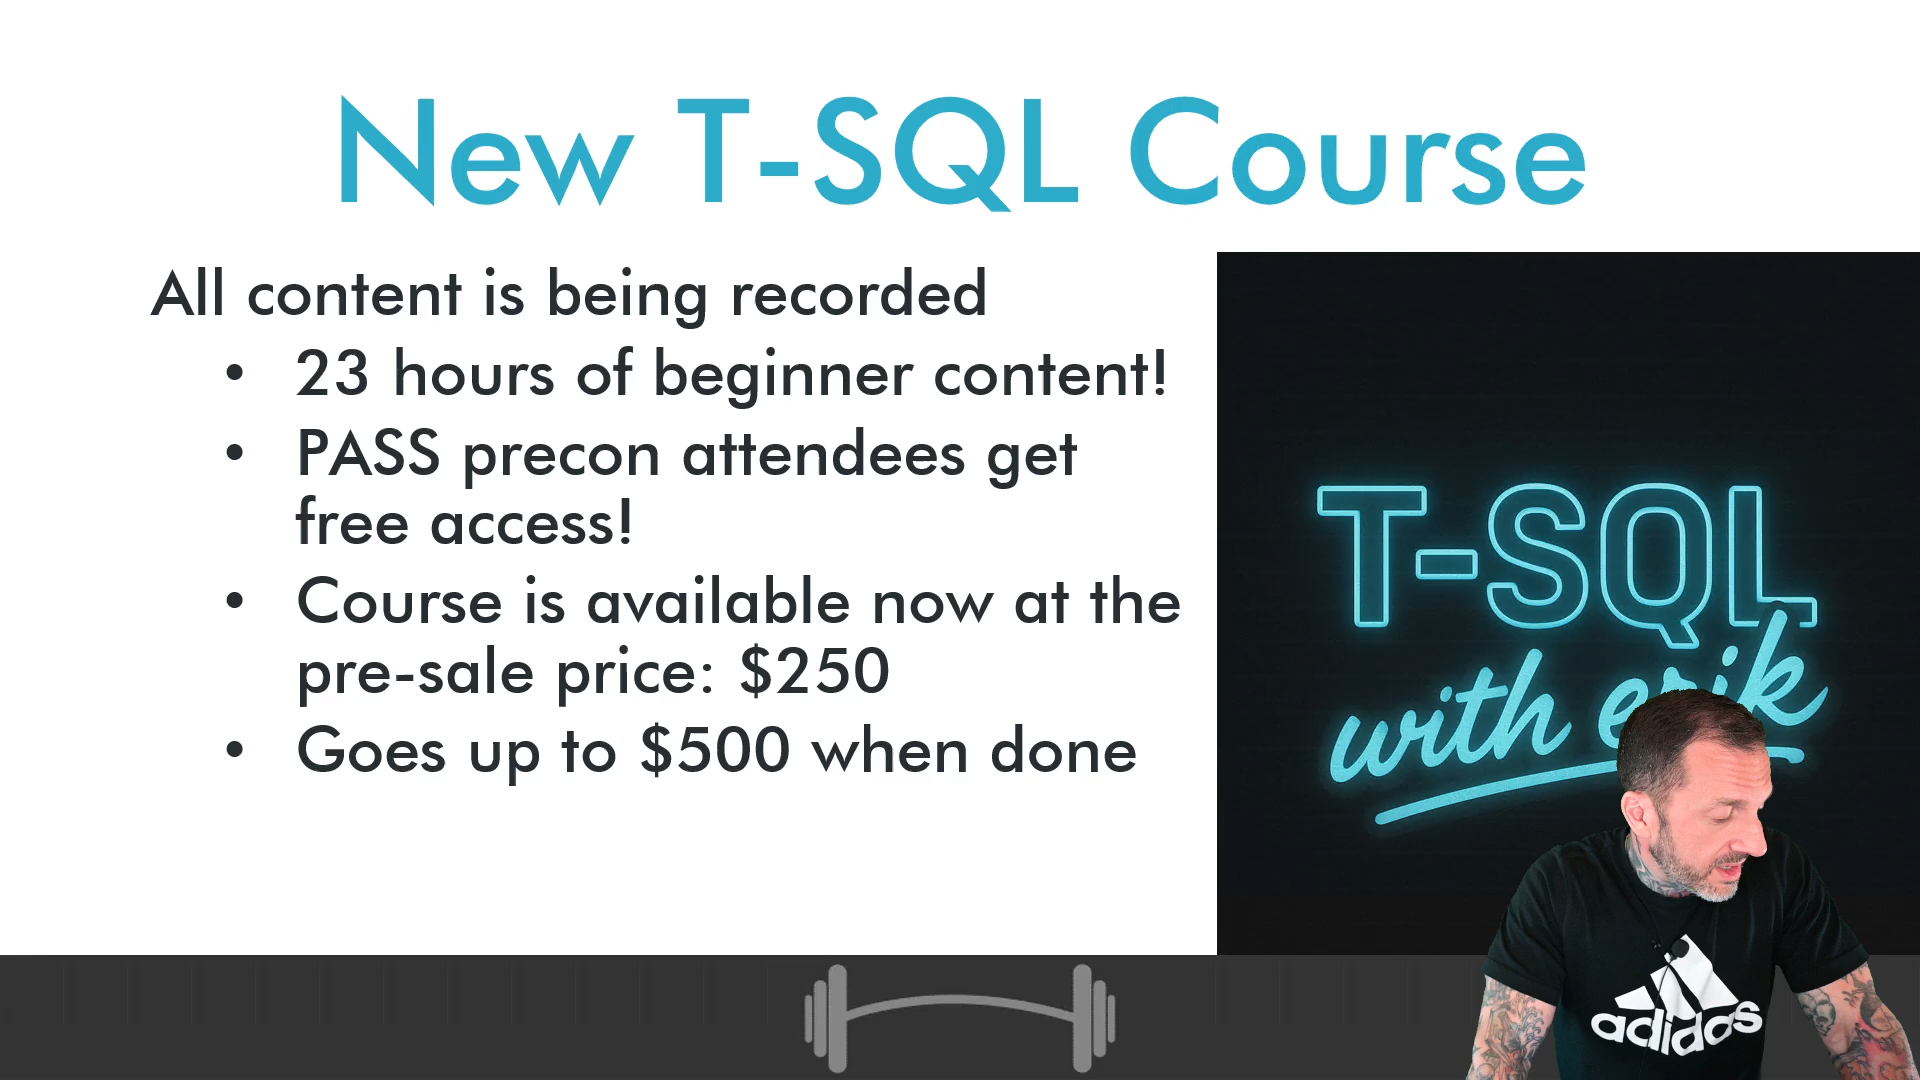 New T-SQL Course
All content is being recorded
• 23 hours of beginner content!
• PASS precon attendees get
free access!
• Course is available now at the
pre-sale price: $250
• Goes up to $500 when done
T-SQL
with erik
adidas